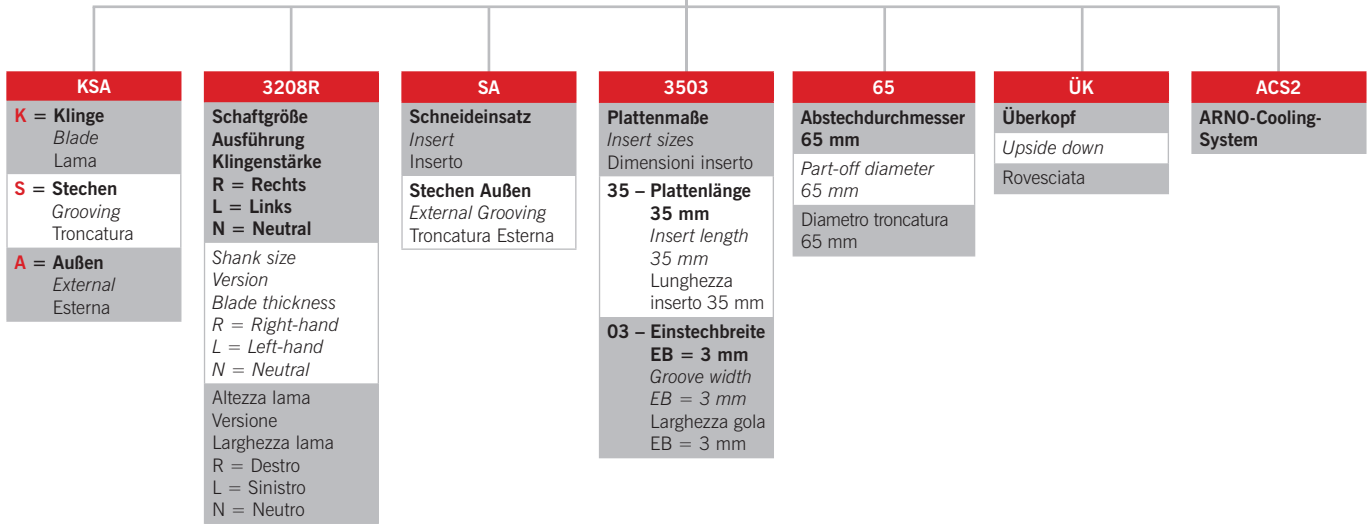 KSA
K = Klinge
Blade
Lama
S = Stechen
Grooving
Troncatura
A = Außen
External
Esterna
3208R
Schaftgröße
Ausführung
Klingenstärke
R = Rechts
L = Links
N = Neutral
Shank size
Version
Blade thickness
R = Right-hand
L = Left-hand
N = Neutral
Altezza lama
Versione
Larghezza lama
R = Destro
L = Sinistro
N = Neutro
SA
Schneideinsatz
Insert
Inserto
Stechen Außen
External Grooving
Troncatura Esterna
3503
Plattenmaße
Insert sizes
Dimensioni inserto
35 – Plattenlänge
35 mm
Insert length
35 mm
Lunghezza
inserto 35 mm
03 – Einstechbreite
EB = 3 mm
Groove width
EB = 3 mm
Larghezza gola
EB = 3 mm
65
Abstechdurchmesser
65 mm
Part-off diameter
65 mm
Diametro troncatura
65 mm
ÜK
Überkopf
Upside down
Rovesciata
ACS2
ARNO-Cooling-
System